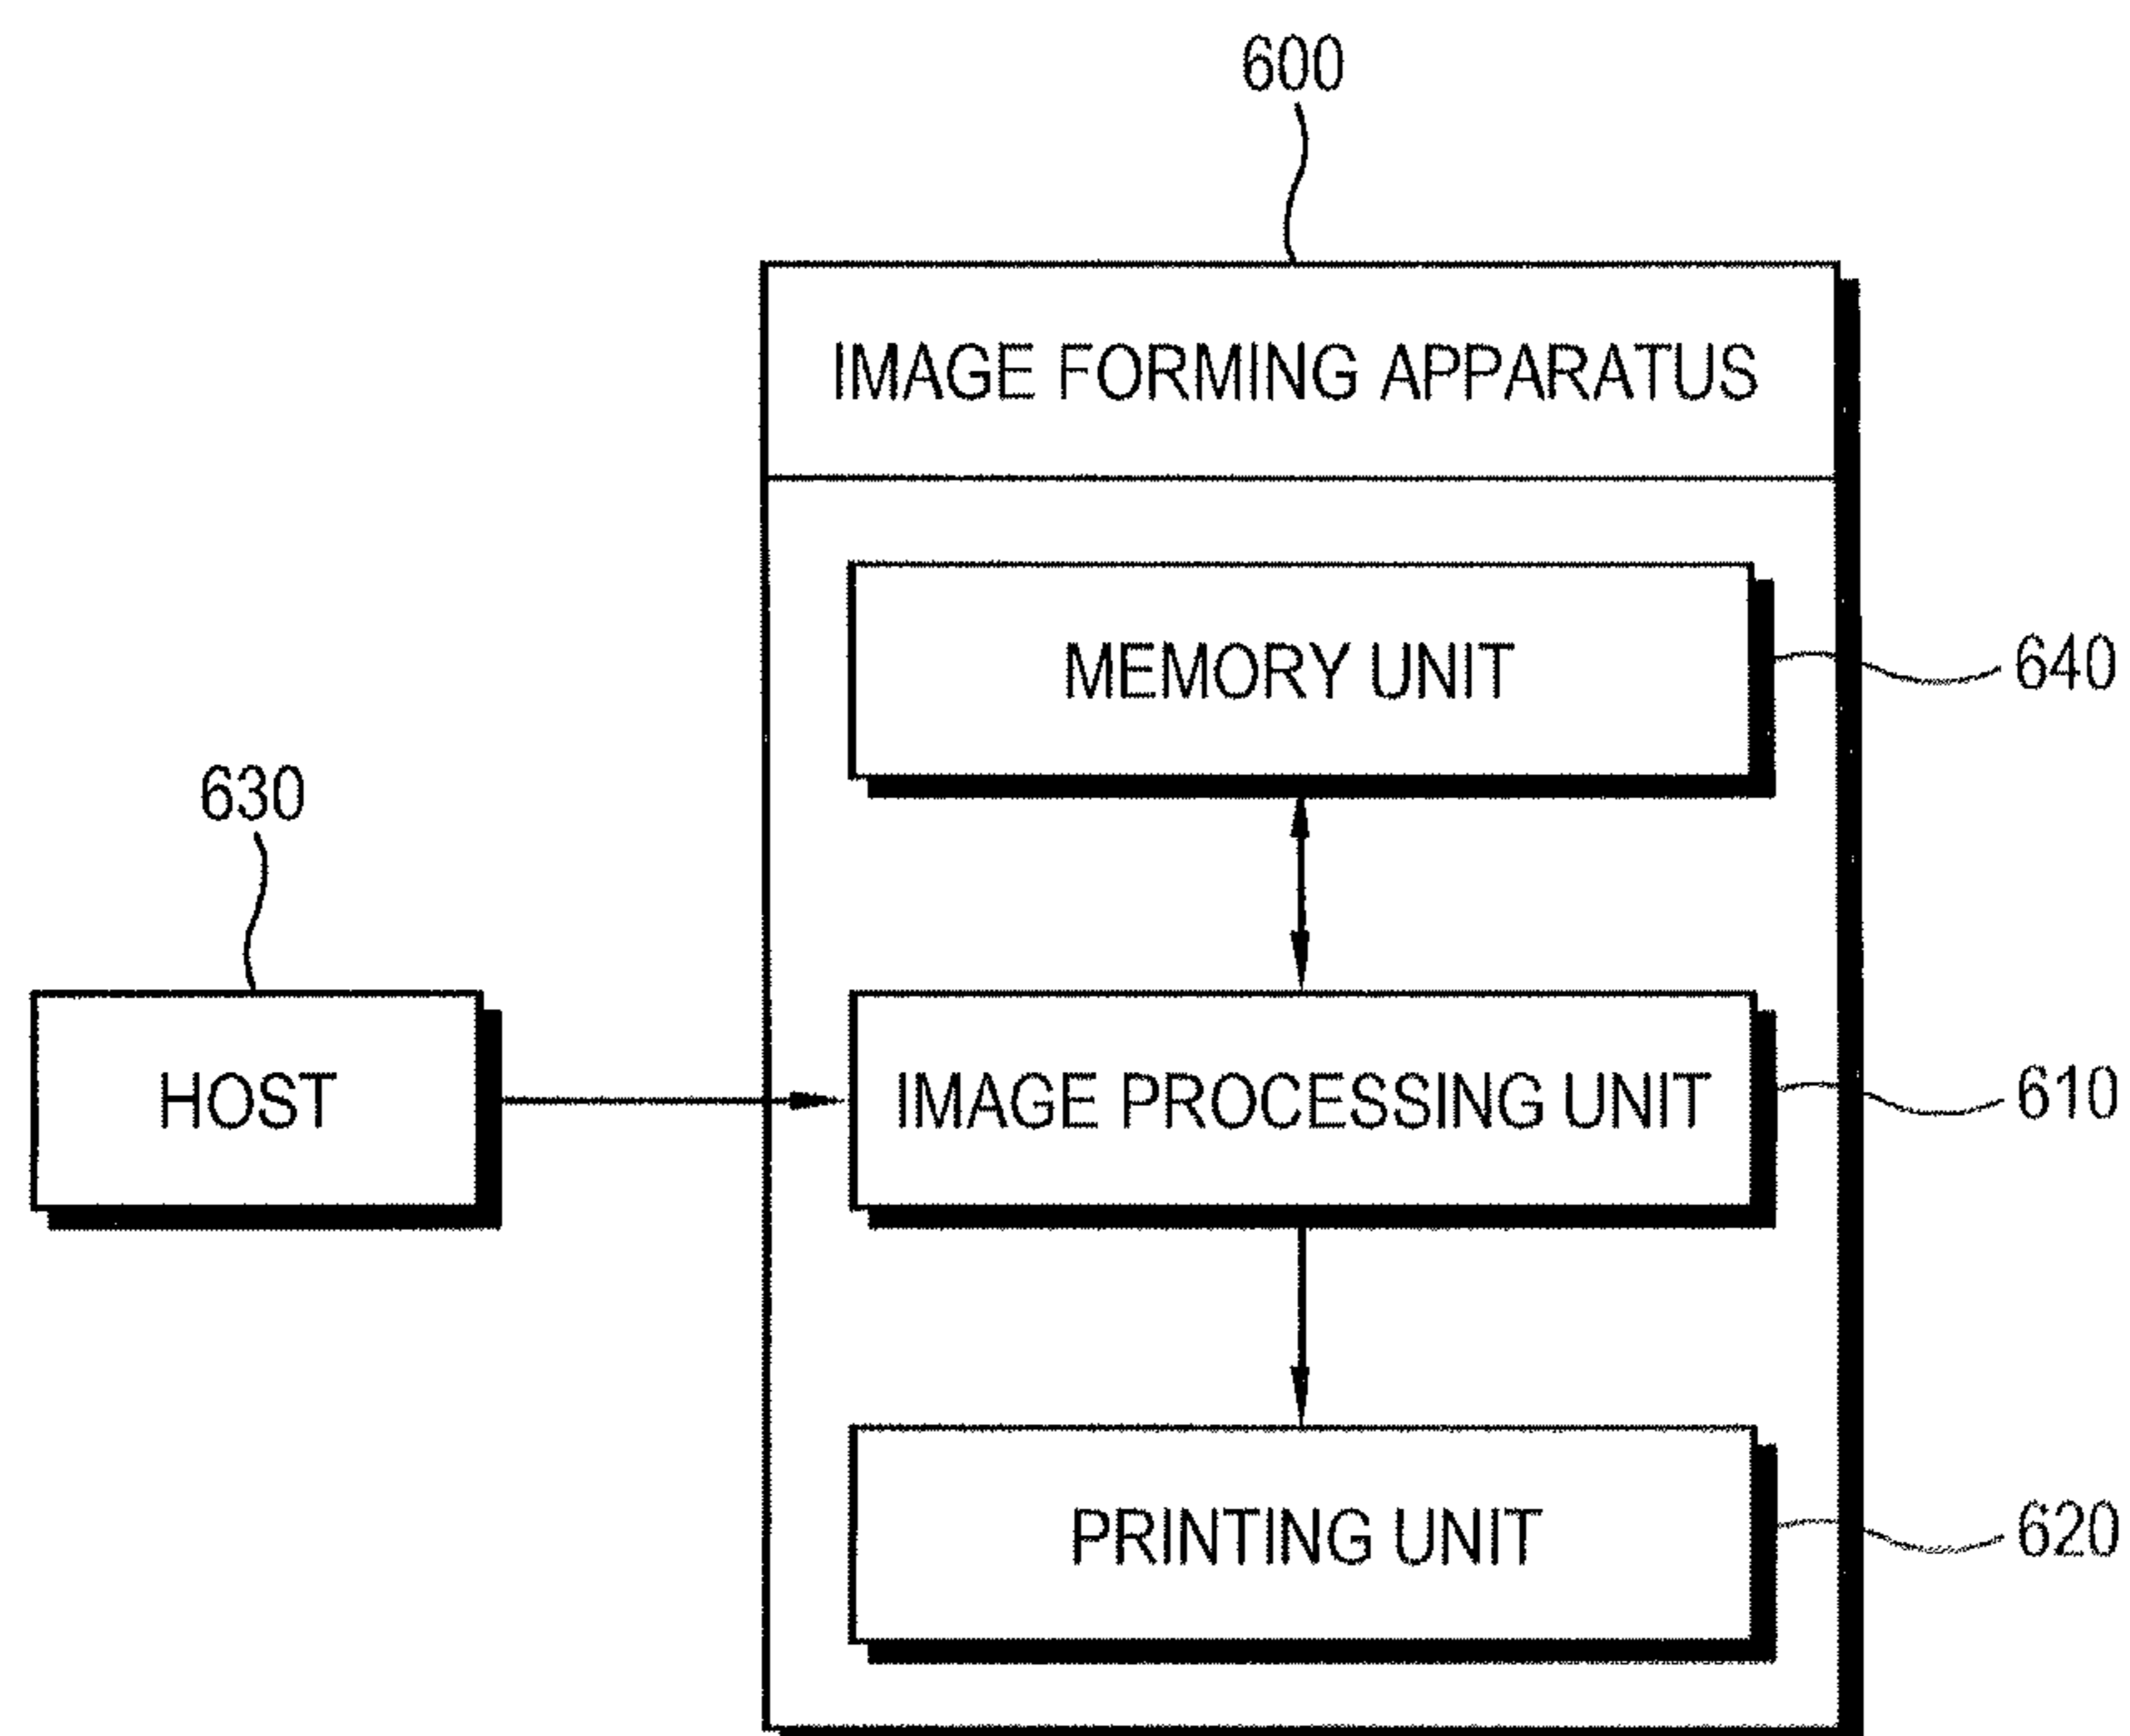 600
IMAGE FORMING APPARATUS
MEMORY UNIT
640
630
HOST
IMAGE PROCESSING UNIT
610
PRINTING UNIT
620